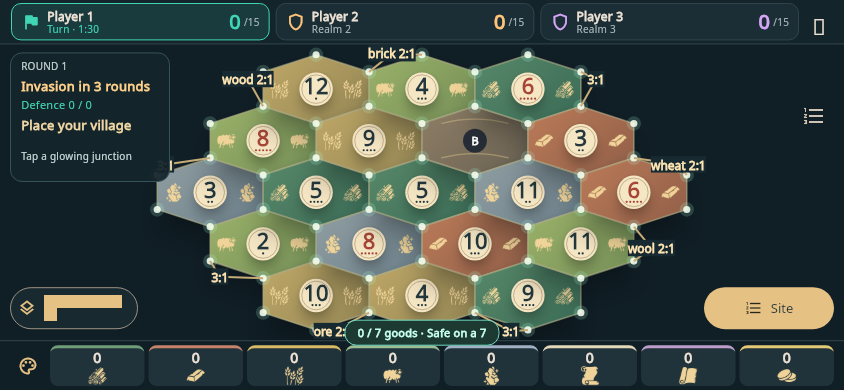 Player 1
Turn · 1:30
0 /15
Player 2
Realm 2
0 /15
Player 3
Realm 3
0 /15
ROUND 1
Invasion in 3 rounds
Defence 0 / 0
Place your village
Tap a glowing junction
brick 2:1
wood 2:1
3:1
12
4
6
8
9
B
3
wheat 2:1
3
5
5
11
6
2
8
10
11
wool 2:1
3:1
10
4
9
0 / 7 goods · Safe on a 7
3:1
Site
0
0
0
0
0
0
0
0